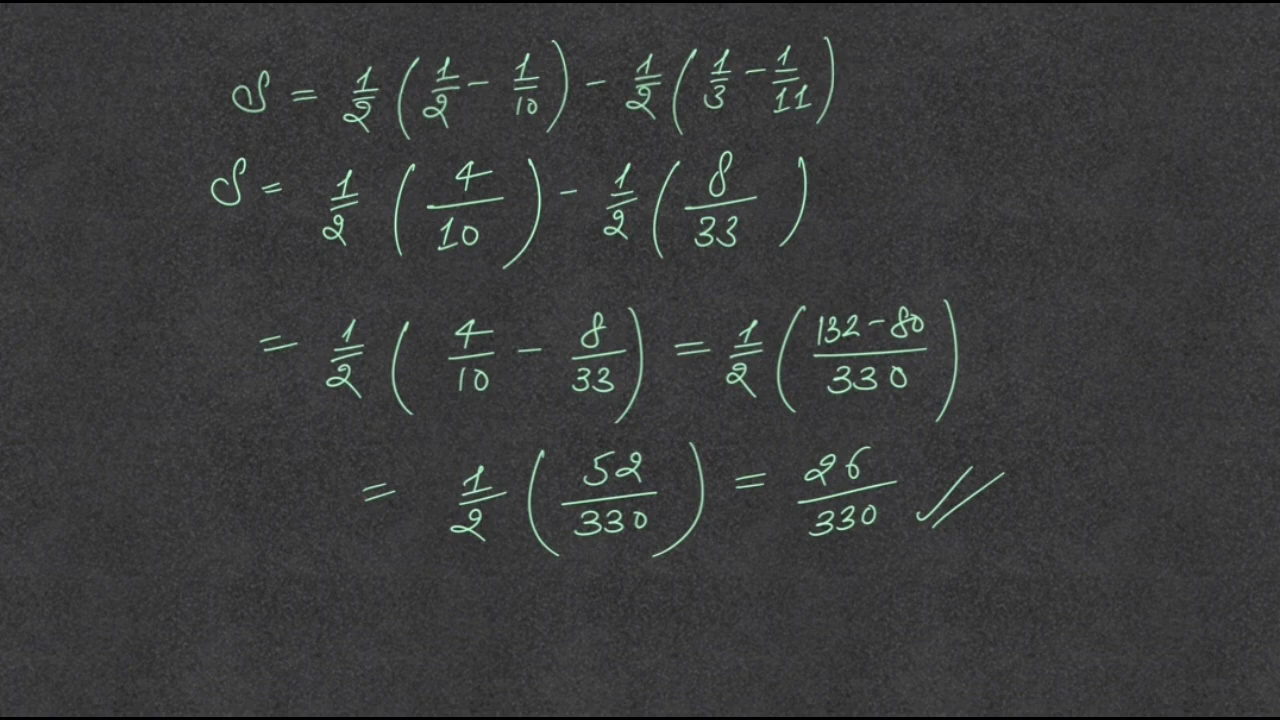 S = 1/2 (1/2 - 1/10) - 1/2 (1/3 - 1/11)
S = 1/2 (4/10) - 1/2 (8/33)
= 1/2 (4/10 - 8/33) = 1/2 (132-80/330)
= 1/2 (52/330) = 26/330